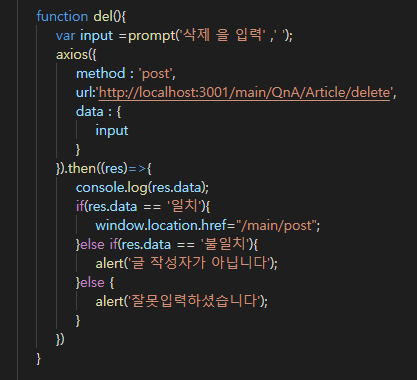 function del(){
var input =prompt('삭제 을 입력' ,' ');
axios({
method : 'post',
url:'http://localhost:3001/main/QnA/Article/delete',
data : {
input
}
}).then((res)=>{
console.log(res.data);
if(res.data == '일치'){
window.location.href="/main/post";
}else if(res.data == '불일치'){
alert('글 작성자가 아닙니다');
}else {
alert('잘못입력하셨습니다');
}
})
}